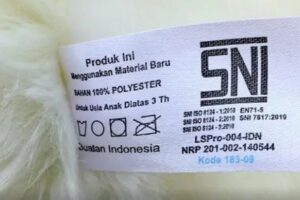 Produk Ini
Menggunakan Material Baru
BAHAN 100% POLYESTER
Untuk Usia Anak Diatas 3 Th
Buatan Indonesia
SNI
SNI ISO 8124 - 1:2010 EN71-5
SNI ISO 8124 - 2:2010 SNI 7617:2010
SNI ISO 8124 - 4:2010
LSPro-004-IDN
NRP 201-002-140544
Kode 183-09